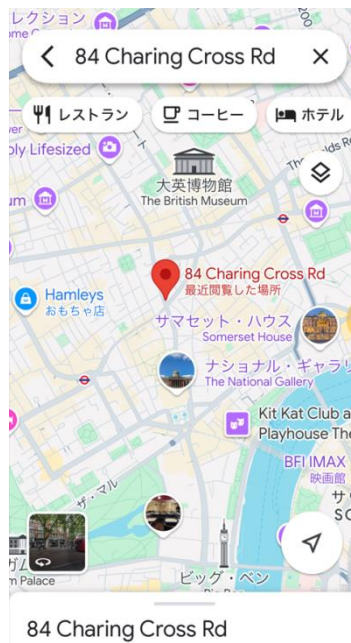 レクション
84 Charing Cross Rd
レストラン
コーヒー
ホテル
oly Lifesized
大英博物館
The British Museum
84 Charing Cross Rd
最近閲覧した場所
Hamleys
おもちゃ店
サマセット・ハウス
Somerset House
ナショナル・ギャラリ
The National Gallery
Kit Kat Club a
Playhouse The
BFI IMAX
映画館
ザ・マル
ビッグ・ベン
m Palace
84 Charing Cross Rd